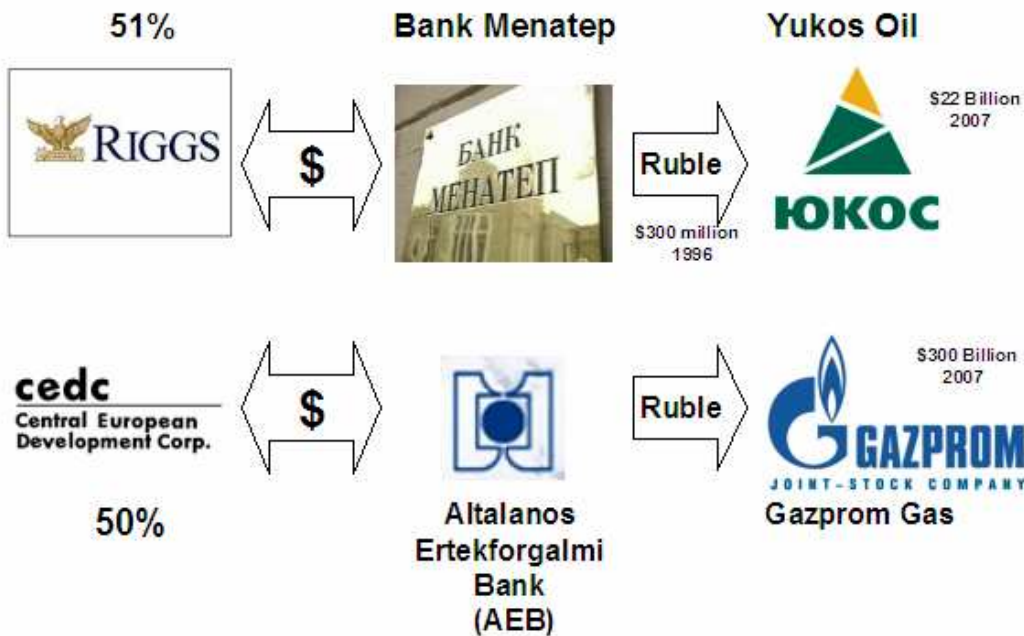 51%
Bank Menatep
Yukos Oil
RIGGS
$
БАНК
МЕНАТЕП
Ruble
$300 million
1996
$22 Billion
2007
ЮКОС
cedc
Central European
Development Corp.
50%
$
Altalanos
Ertekforgalmi
Bank
(AEB)
Ruble
$300 Billion
2007
GAZPROM
JOINT-STOCK COMPANY
Gazprom Gas